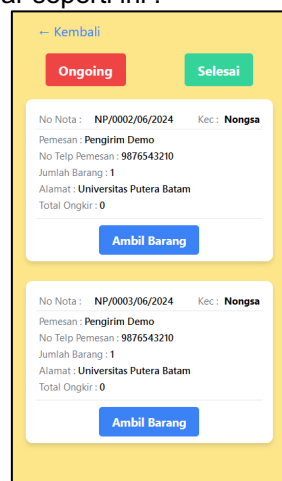 ar seperti ini :
← Kembali
Ongoing Selesai
No Nota : NP/0002/06/2024 Kec : Nongsa
Pemesan : Pengirim Demo
No Telp Pemesan : 9876543210
Jumlah Barang : 1
Alamat : Universitas Putera Batam
Total Ongkir : 0
Ambil Barang
No Nota : NP/0003/06/2024 Kec : Nongsa
Pemesan : Pengirim Demo
No Telp Pemesan : 9876543210
Jumlah Barang : 1
Alamat : Universitas Putera Batam
Total Ongkir : 0
Ambil Barang